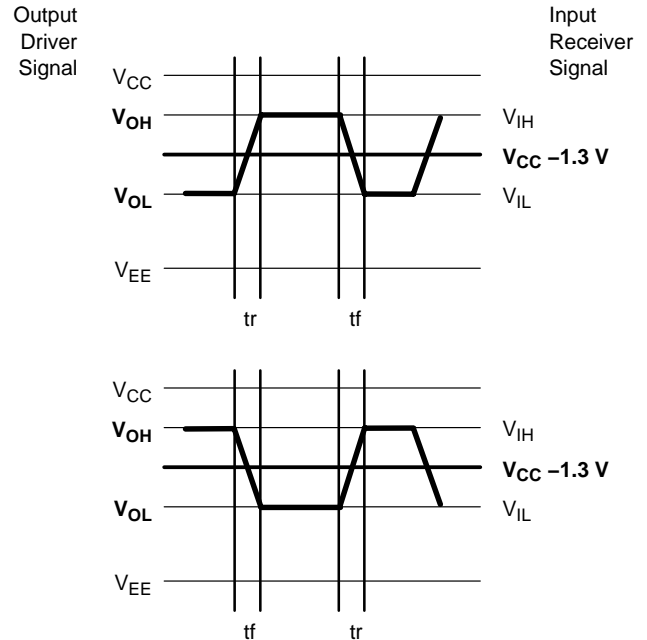 Output
Driver
Signal
Input
Receiver
Signal
VCC
VOH
VIH
VCC –1.3 V
VOL
VIL
VEE
tr
tf
VCC
VOH
VIH
VCC –1.3 V
VOL
VIL
VEE
tf
tr